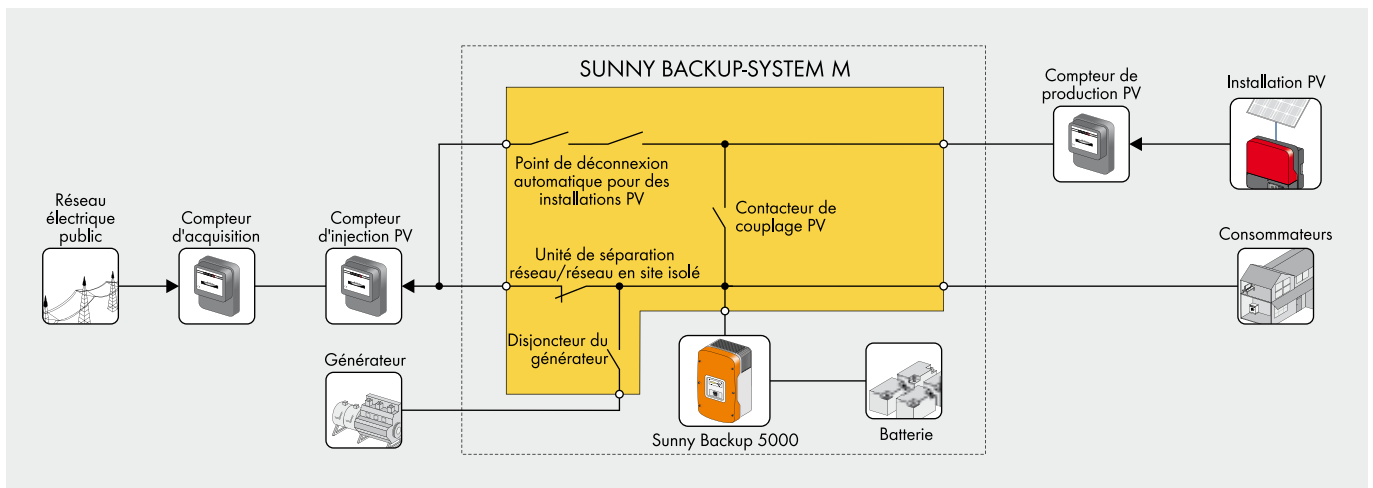 SUNNY BACKUP-SYSTEM M
Compteur de
production PV
Installation PV
Point de déconnexion
automatique pour des
installations PV
Contacteur de
couplage PV
Réseau
électrique
public
Compteur
d'acquisition
Compteur
d'injection PV
Unité de séparation
réseau/réseau en site isolé
Consommateurs
Disjoncteur du
générateur
Générateur
Sunny Backup 5000
Batterie